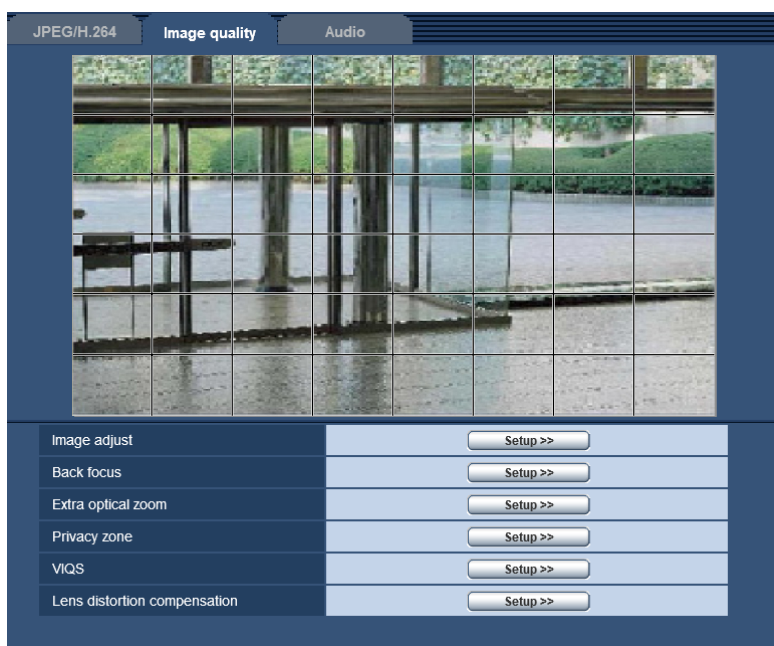 JPEG/H.264 Image quality Audio
Image adjust Setup >>
Back focus Setup >>
Extra optical zoom Setup >>
Privacy zone Setup >>
VIQS Setup >>
Lens distortion compensation Setup >>